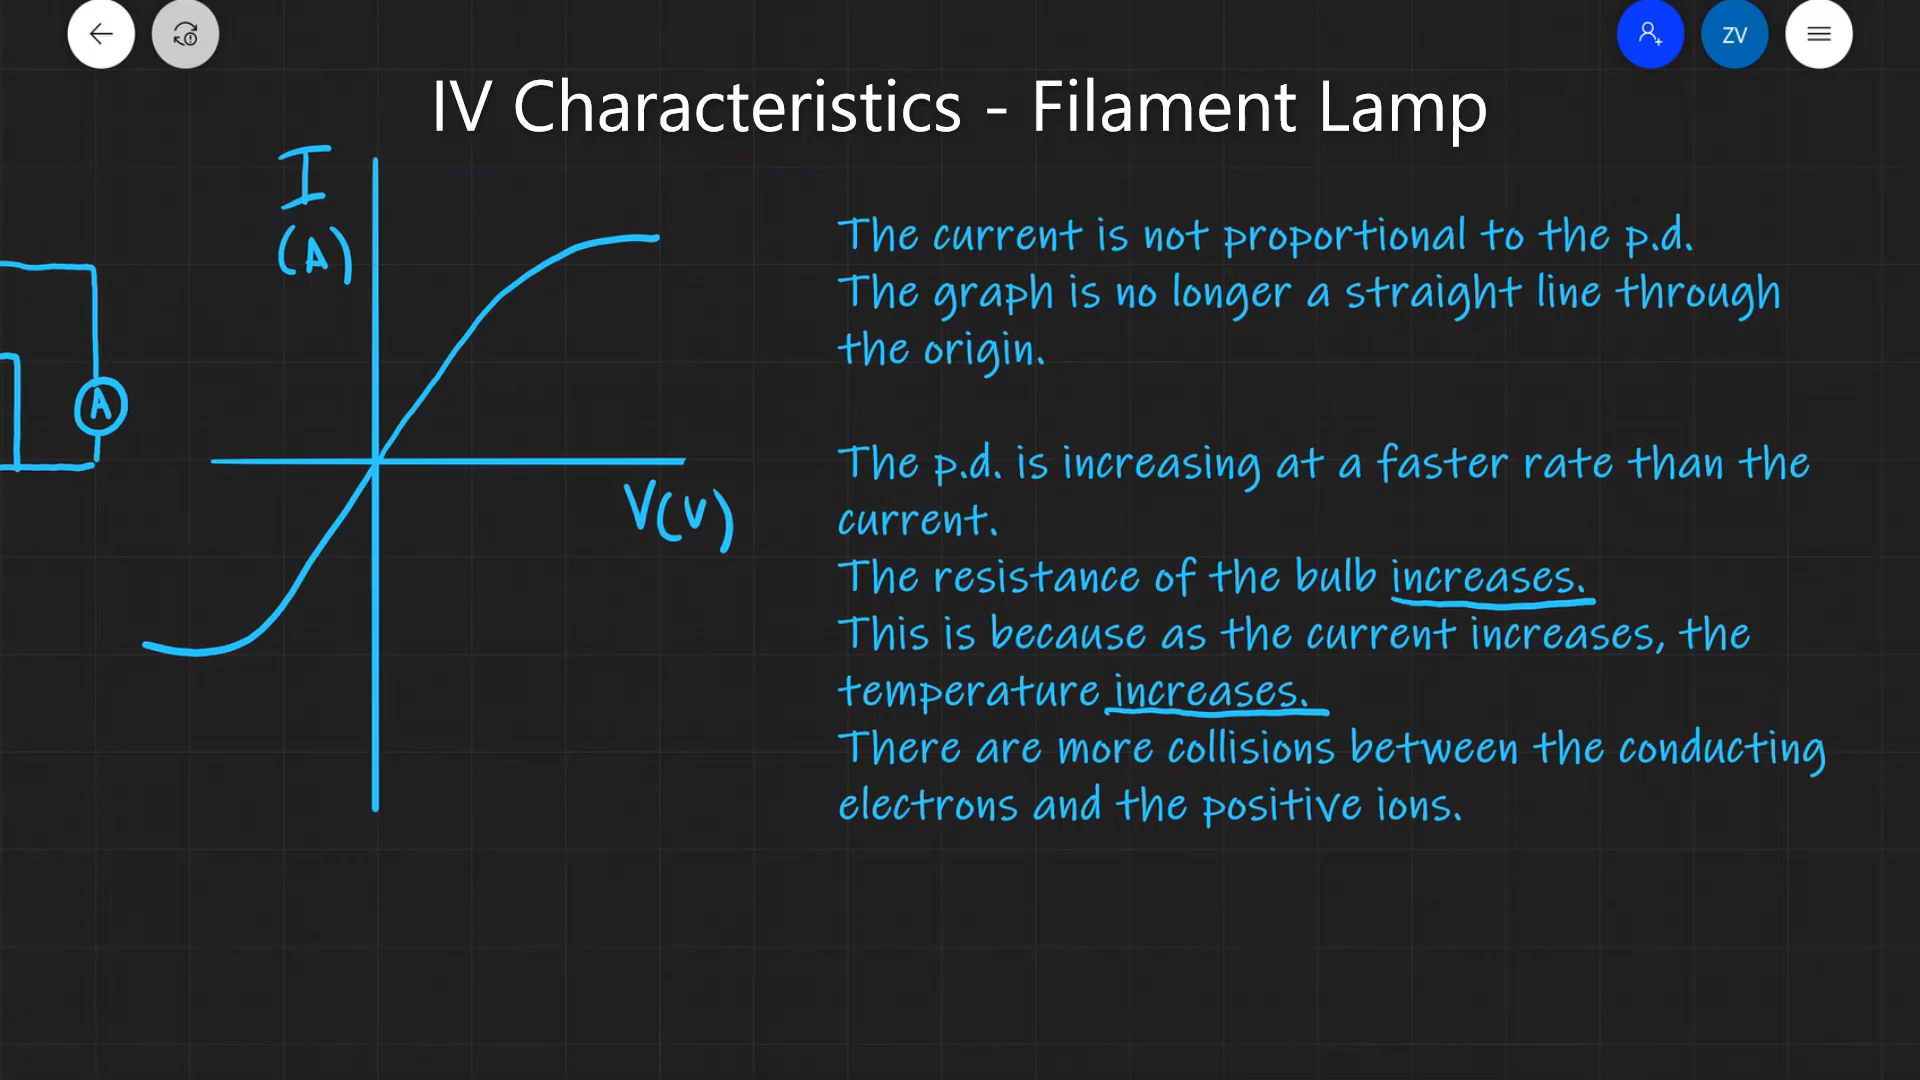 ZV
IV Characteristics - Filament Lamp
I
(A)
The current is not proportional to the p.d.
The graph is no longer a straight line through
the origin.
A
The p.d. is increasing at a faster rate than the
current.
V(V)
The resistance of the bulb increases.
This is because as the current increases, the
temperature increases.
There are more collisions between the conducting
electrons and the positive ions.